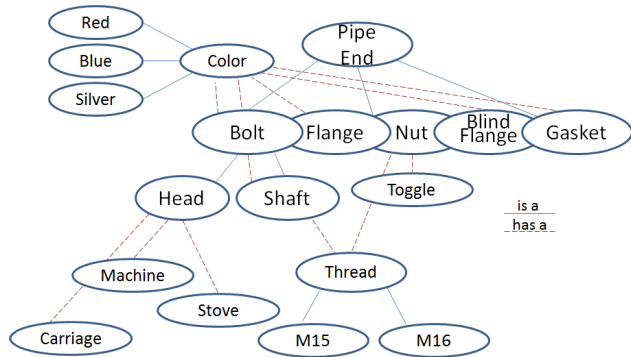 Red
Blue
Silver
Color
Pipe
End
Bolt
Flange
Nut
Blind
Flange
Gasket
Head
Shaft
Toggle
is a
has a
Machine
Thread
Stove
Carriage
M15
M16